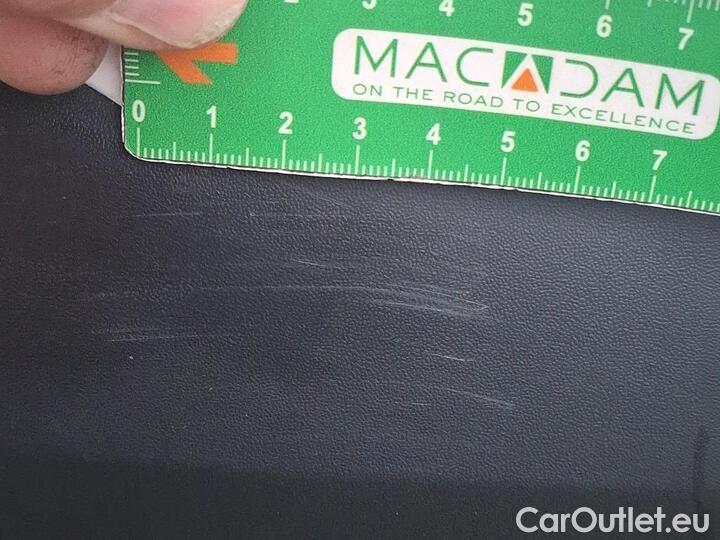 2 3 4 5 6 7
MACADAM
ON THE ROAD TO EXCELLENCE
0 1 2 3 4 5 6 7
CarOutlet.eu